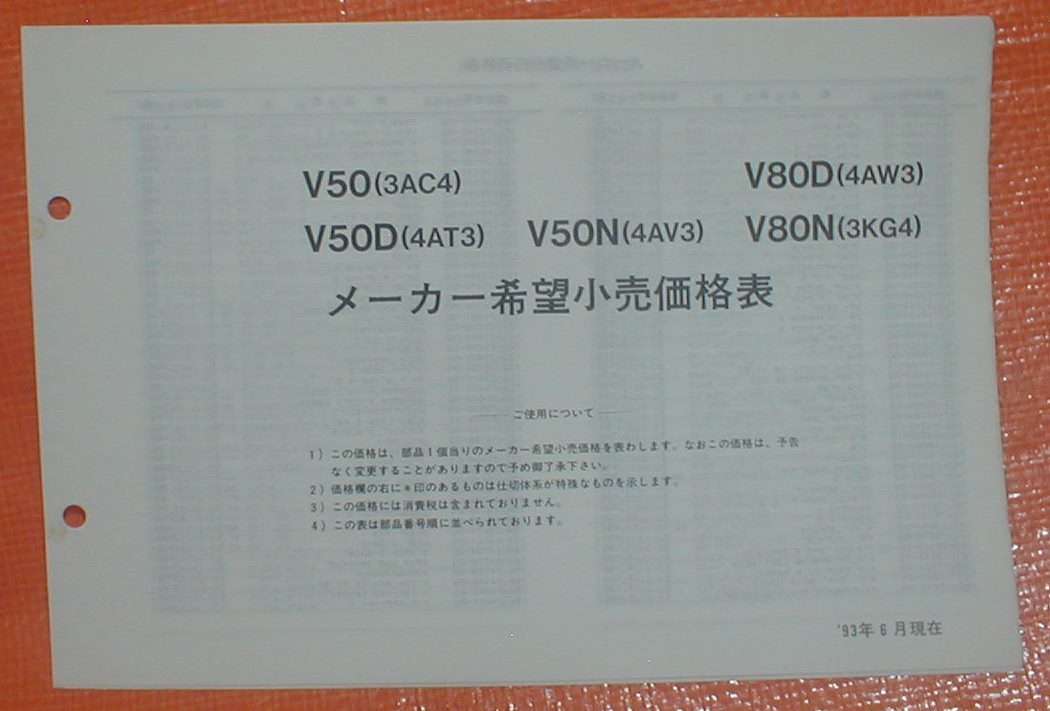 V50(3AC4) V80D(4AW3)
V50D(4AT3) V50N(4AV3) V80N(3KG4)
メーカー希望小売価格表
ご使用について
1) この価格は、部品1個当りのメーカー希望小売価格を表わします。なおこの価格は、予告
なく変更することがありますので予め御了承下さい。
2) 価格欄の右に＊印のあるものは仕切体系が特殊なものを示します。
3) この価格には消費税は含まれておりません。
4) この表は部品番号順に並べられております。
'93年6月現在